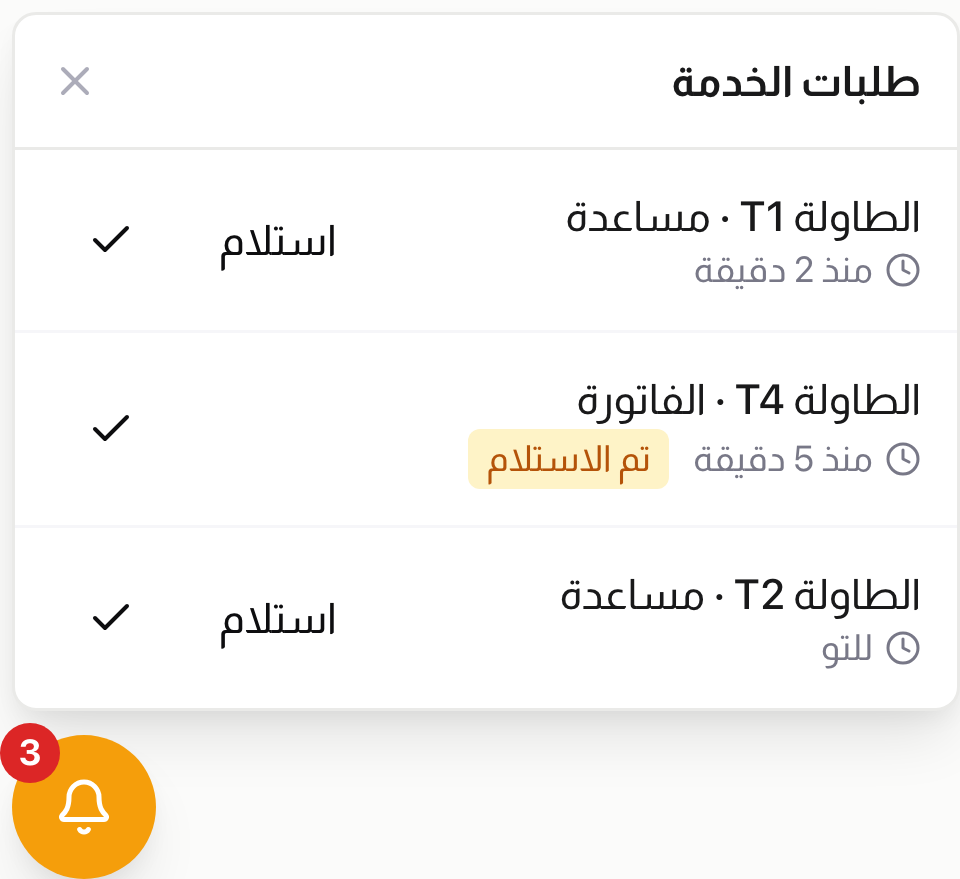 طلبات الخدمة
الطاولة T1 · مساعدة
منذ 2 دقيقة
استلام
الطاولة T4 · الفاتورة
منذ 5 دقيقة
تم الاستلام
الطاولة T2 · مساعدة
للتو
استلام
3